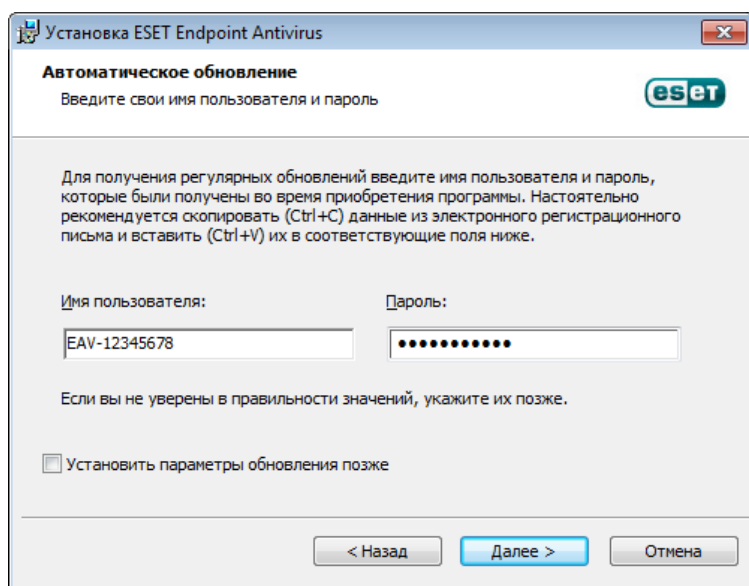 Установка ESET Endpoint Antivirus
Автоматическое обновление
Введите свои имя пользователя и пароль
eseT
Для получения регулярных обновлений введите имя пользователя и пароль,
которые были получены во время приобретения программы. Настоятельно
рекомендуется скопировать (Ctrl+C) данные из электронного регистрационного
письма и вставить (Ctrl+V) их в соответствующие поля ниже.
Имя пользователя: Пароль:
EAV-12345678 •••••••••••
Если вы не уверены в правильности значений, укажите их позже.
Установить параметры обновления позже
< Назад Далее > Отмена